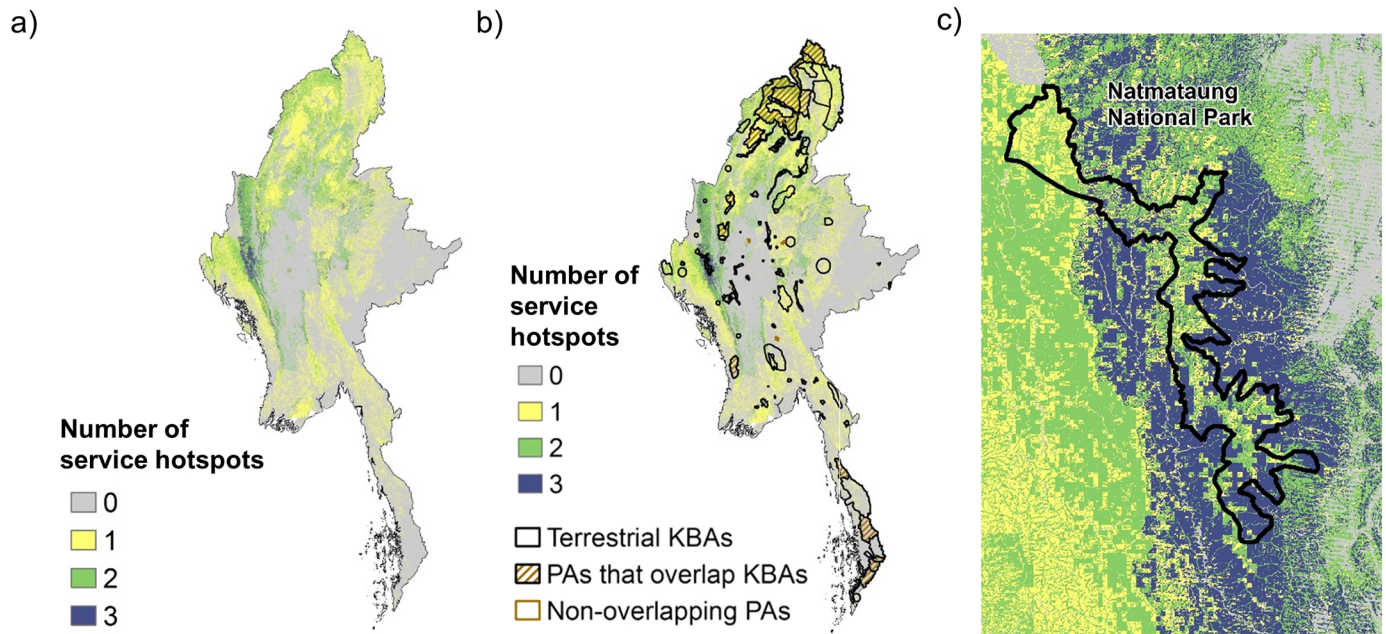 a)
Number of
service hotspots
0
1
2
3
b)
Number of
service
hotspots
0
1
2
3
Terrestrial KBAs
PAs that overlap KBAs
Non-overlapping PAs
c)
Natmataung
National Park